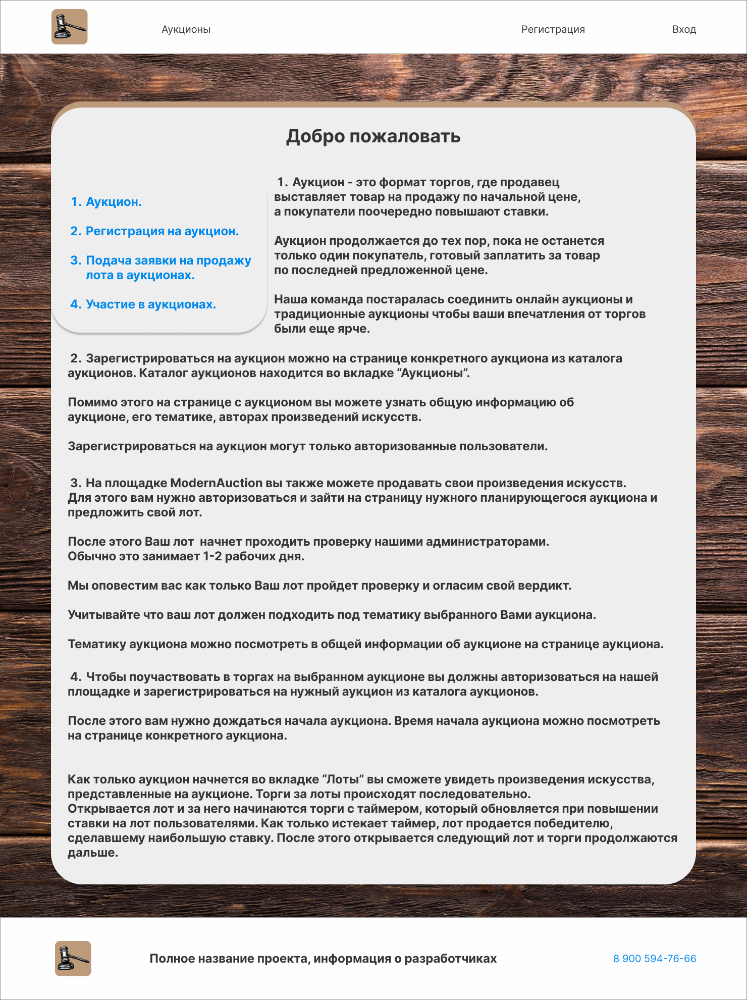 Аукционы
Регистрация
Вход
Добро пожаловать
1. Аукцион.
2. Регистрация на аукцион.
3. Подача заявки на продажу
лота в аукционах.
4. Участие в аукционах.
1. Аукцион - это формат торгов, где продавец
выставляет товар на продажу по начальной цене,
а покупатели поочередно повышают ставки.
Аукцион продолжается до тех пор, пока не останется
только один покупатель, готовый заплатить за товар
по последней предложенной цене.
Наша команда постаралась соединить онлайн аукционы и
традиционные аукционы чтобы ваши впечатления от торгов
были еще ярче.
2. Зарегистрироваться на аукцион можно на странице конкретного аукциона из каталога
аукционов. Каталог аукционов находится во вкладке “Аукционы”.
Помимо этого на странице с аукционом вы можете узнать общую информацию об
аукционе, его тематике, авторах произведений искусств.
Зарегистрироваться на аукцион могут только авторизованные пользователи.
3. На площадке ModernAuction вы также можете продавать свои произведения искусств.
Для этого вам нужно авторизоваться и зайти на страницу нужного планирующегося аукциона и
предложить свой лот.
После этого Ваш лот  начнет проходить проверку нашими администраторами.
Обычно это занимает 1-2 рабочих дня.
Мы оповестим вас как только Ваш лот пройдет проверку и огласим свой вердикт.
Учитывайте что ваш лот должен подходить под тематику выбранного Вами аукциона.
Тематику аукциона можно посмотреть в общей информации об аукционе на странице аукциона.
4. Чтобы поучаствовать в торгах на выбранном аукционе вы должны авторизоваться на нашей
площадке и зарегистрироваться на нужный аукцион из каталога аукционов.
После этого вам нужно дождаться начала аукциона. Время начала аукциона можно посмотреть
на странице конкретного аукциона.
Как только аукцион начнется во вкладке “Лоты” вы сможете увидеть произведения искусства,
представленные на аукционе. Торги за лоты происходят последовательно.
Открывается лот и за него начинаются торги с таймером, который обновляется при повышении
ставки на лот пользователями. Как только истекает таймер, лот продается победителю,
сделавшему наибольшую ставку. После этого открывается следующий лот и торги продолжаются
дальше.
Полное название проекта, информация о разработчиках
8 900 594-76-66